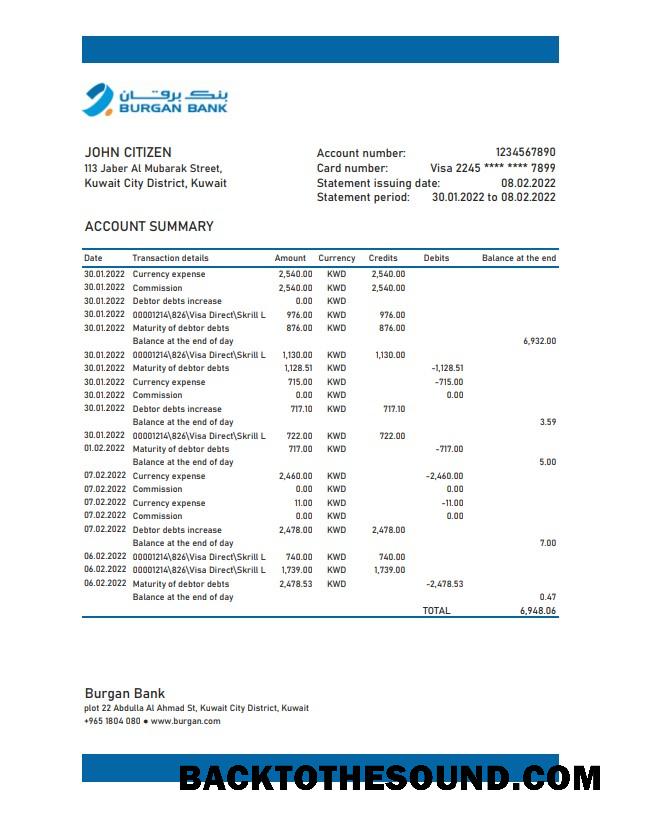 بنك برقان
BURGAN BANK
JOHN CITIZEN
113 Jaber Al Mubarak Street,
Kuwait City District, Kuwait
Account number: 1234567890
Card number: Visa 2245 **** **** 7899
Statement issuing date: 08.02.2022
Statement period: 30.01.2022 to 08.02.2022
ACCOUNT SUMMARY
Date Transaction details Amount Currency Credits Debits Balance at the end
30.01.2022 Currency expense 2,540.00 KWD 2,540.00
30.01.2022 Commission 2,540.00 KWD 2,540.00
30.01.2022 Debtor debts increase 0.00 KWD
30.01.2022 00001214\826\Visa Direct\Skrill L 976.00 KWD 976.00
30.01.2022 Maturity of debtor debts 876.00 KWD 876.00
Balance at the end of day 6,932.00
30.01.2022 00001214\826\Visa Direct\Skrill L 1,130.00 KWD 1,130.00
30.01.2022 Maturity of debtor debts 1,128.51 KWD -1,128.51
30.01.2022 Currency expense 715.00 KWD -715.00
30.01.2022 Commission 0.00 KWD 0.00
30.01.2022 Debtor debts increase 717.10 KWD 717.10
Balance at the end of day 3.59
30.01.2022 00001214\826\Visa Direct\Skrill L 722.00 KWD 722.00
01.02.2022 Maturity of debtor debts 717.00 KWD -717.00
Balance at the end of day 5.00
07.02.2022 Currency expense 2,460.00 KWD -2,460.00
07.02.2022 Commission 0.00 KWD 0.00
07.02.2022 Currency expense 11.00 KWD -11.00
07.02.2022 Commission 0.00 KWD 0.00
07.02.2022 Debtor debts increase 2,478.00 KWD 2,478.00
Balance at the end of day 7.00
06.02.2022 00001214\826\Visa Direct\Skrill L 740.00 KWD 740.00
06.02.2022 00001214\826\Visa Direct\Skrill L 1,739.00 KWD 1,739.00
06.02.2022 Maturity of debtor debts 2,478.53 KWD -2,478.53
Balance at the end of day 0.47
TOTAL 6,948.06
Burgan Bank
plot 22 Abdulla Al Ahmad St, Kuwait City District, Kuwait
+965 1804 080 ● www.burgan.com
BACKTOTHESOUND.COM